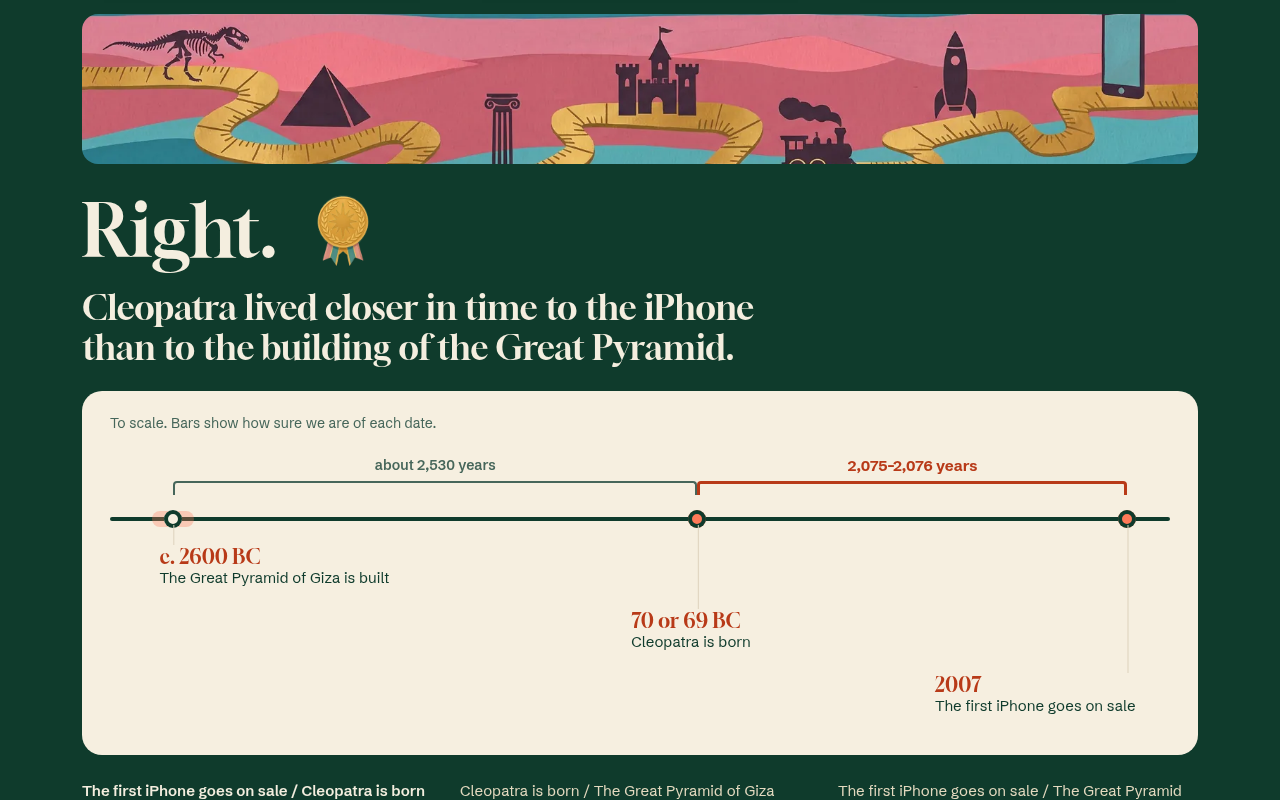 Right.
Cleopatra lived closer in time to the iPhone
than to the building of the Great Pyramid.
To scale. Bars show how sure we are of each date.
about 2,530 years
2,075–2,076 years
c. 2600 BC
The Great Pyramid of Giza is built
70 or 69 BC
Cleopatra is born
2007
The first iPhone goes on sale
The first iPhone goes on sale / Cleopatra is born
Cleopatra is born / The Great Pyramid of Giza
The first iPhone goes on sale / The Great Pyramid